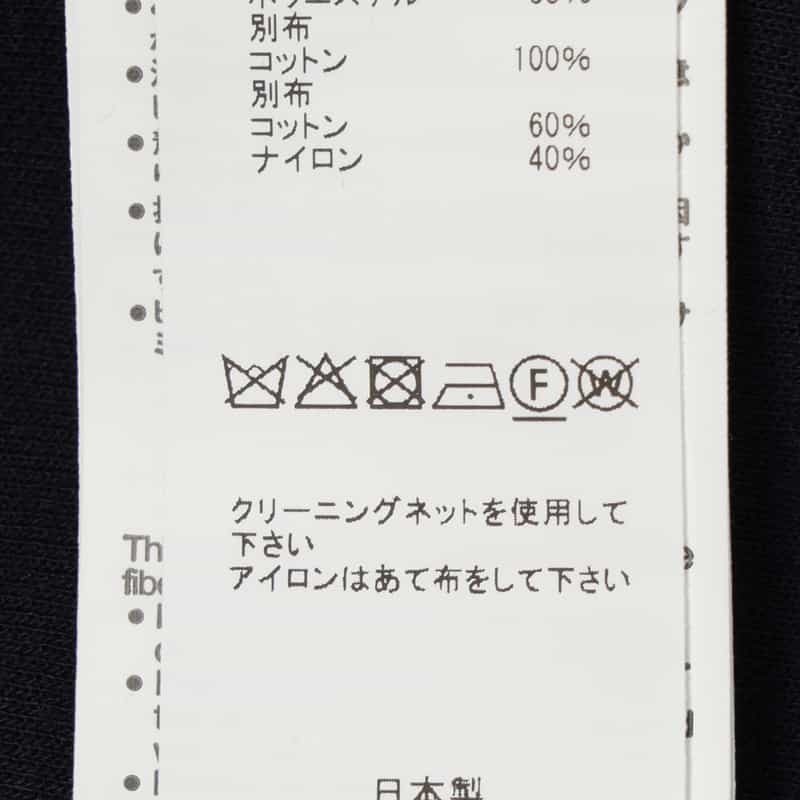 別布
コットン 100%
別布
コットン 60%
ナイロン 40%
F W
クリーニングネットを使用して
下さい
アイロンはあて布をして下さい
日本製
Th